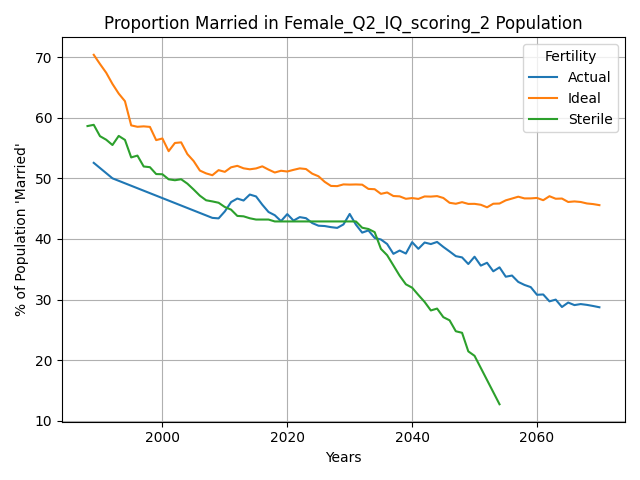 Proportion Married in Female_Q2_IQ_scoring_2 Population
% of Population 'Married'
70
60
50
40
30
20
10
Fertility
Actual
Ideal
Sterile
2000
2020
2040
2060
Years